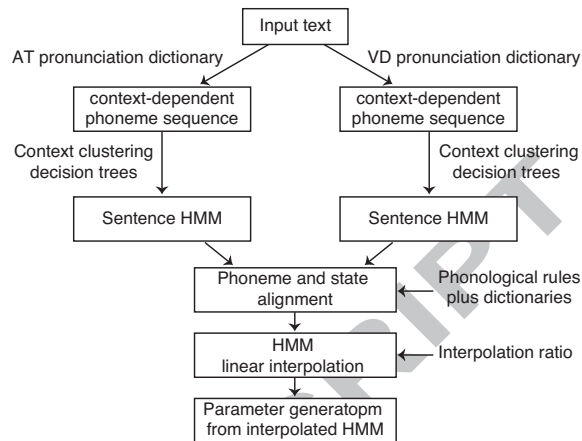 Input text
AT pronunciation dictionary
VD pronunciation dictionary
context-dependent
phoneme sequence
context-dependent
phoneme sequence
Context clustering
decision trees
Context clustering
decision trees
Sentence HMM
Sentence HMM
Phoneme and state
alignment
Phonological rules
plus dictionaries
HMM
linear interpolation
Interpolation ratio
Parameter generatopm
from interpolated HMM
SCRIPT